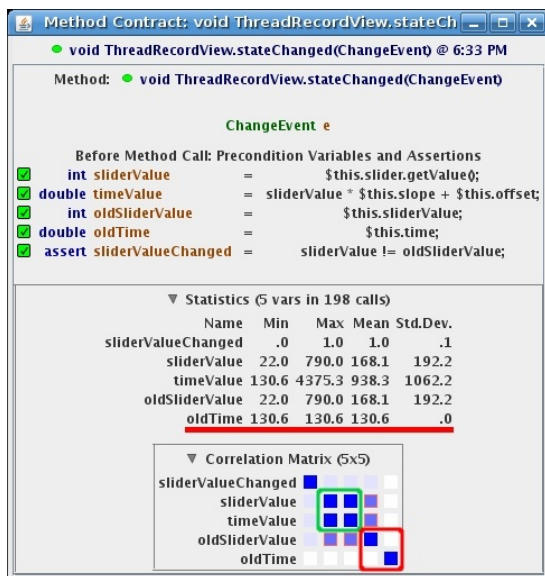 Method Contract: void ThreadRecordView.stateCh
void ThreadRecordView.stateChanged(ChangeEvent) @ 6:33 PM
Method: void ThreadRecordView.stateChanged(ChangeEvent)
ChangeEvent e
Before Method Call: Precondition Variables and Assertions
int sliderValue = $this.slider.getValue();
double timeValue = sliderValue * $this.slope + $this.offset;
int oldSliderValue = $this.sliderValue;
double oldTime = $this.time;
assert sliderValueChanged = sliderValue != oldSliderValue;
▼ Statistics (5 vars in 198 calls)
Name Min Max Mean Std.Dev.
sliderValueChanged .0 1.0 1.0 .1
sliderValue 22.0 790.0 168.1 192.2
timeValue 130.6 4375.3 938.3 1062.2
oldSliderValue 22.0 790.0 168.1 192.2
oldTime 130.6 130.6 130.6 .0
▼ Correlation Matrix (5x5)
sliderValueChanged
sliderValue
timeValue
oldSliderValue
oldTime